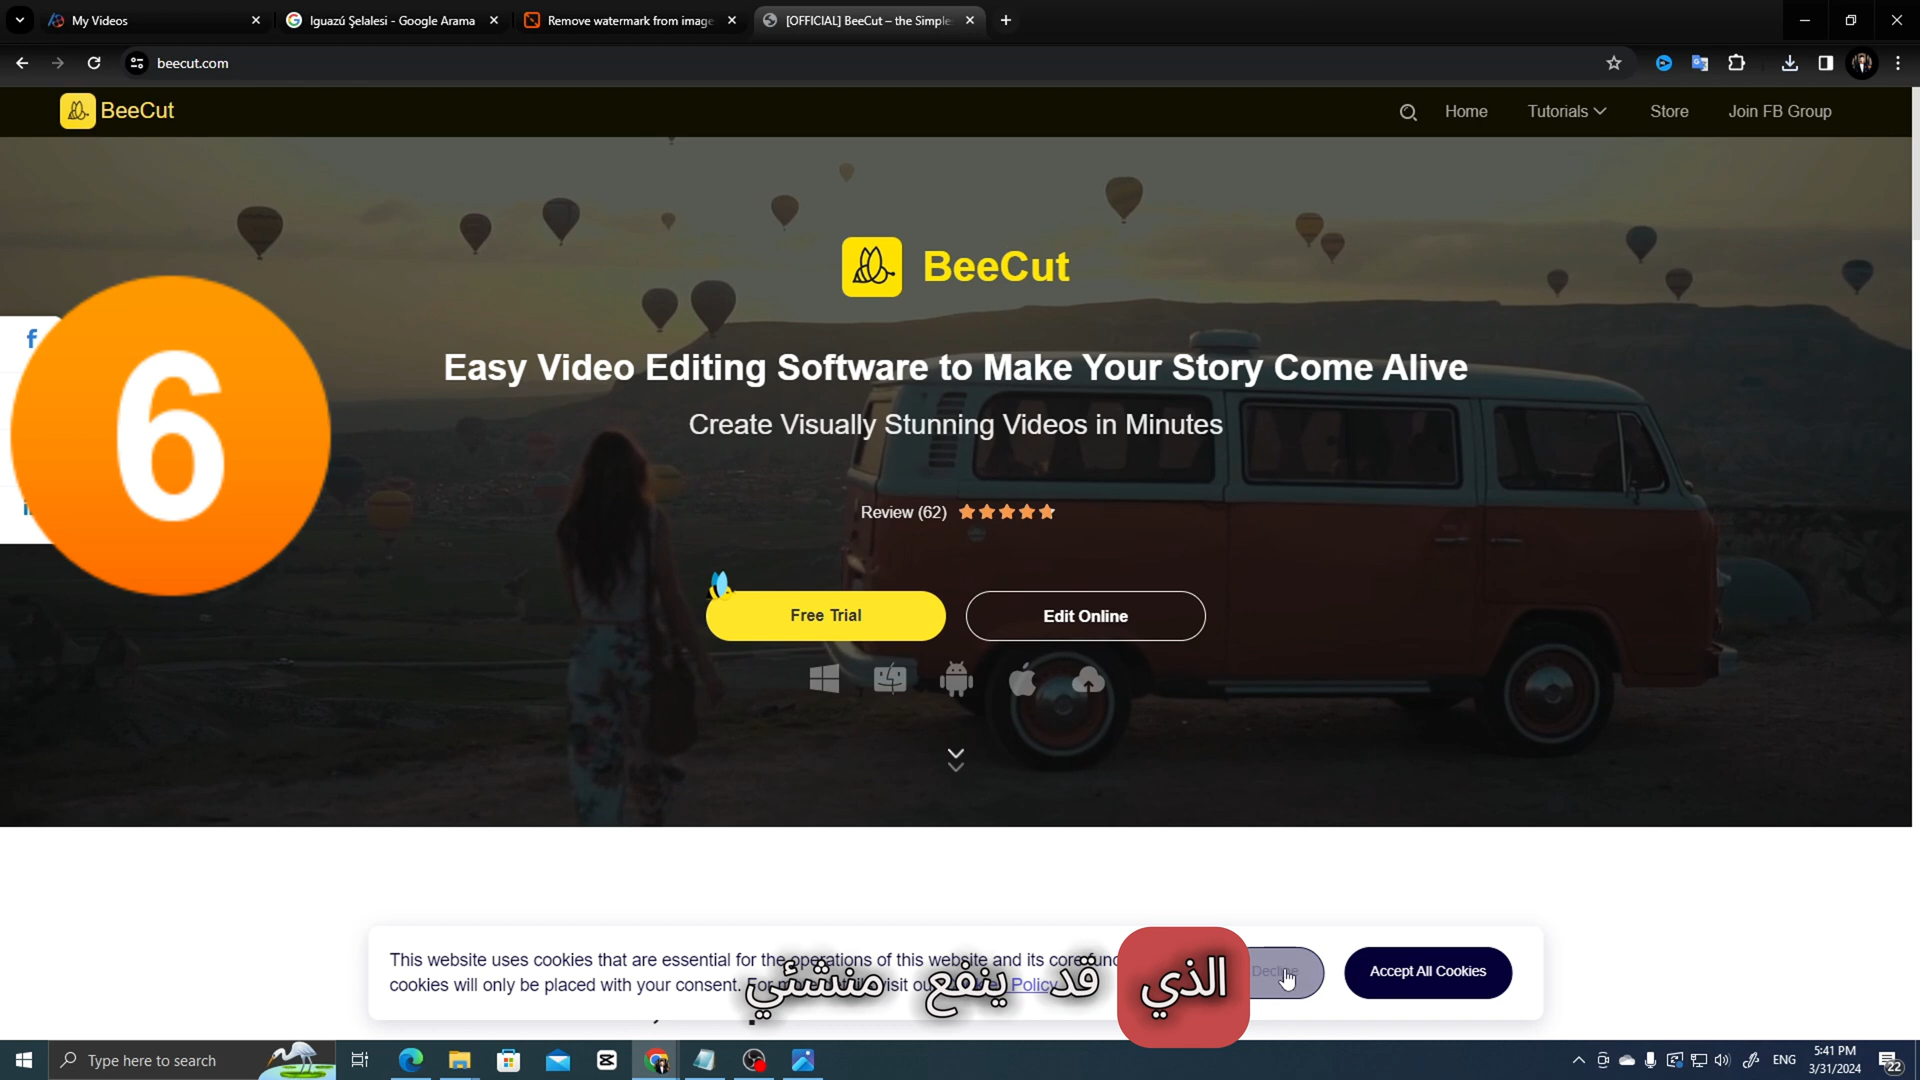 My Videos
Iguazú Şelalesi - Google Arama
Remove watermark from image
[OFFICIAL] BeeCut – the Simple
beecut.com
BeeCut
Home
Tutorials
Store
Join FB Group
BeeCut
Easy Video Editing Software to Make Your Story Come Alive
Create Visually Stunning Videos in Minutes
Review (62)
6
Free Trial
Edit Online
This website uses cookies that are essential for the operations of this website and its core
cookies will only be placed with your consent. For visit Policy
Decline
Accept All Cookies
الذي قد ينفع منشئي
Type here to search
ENG
5:41 PM
3/31/2024
22